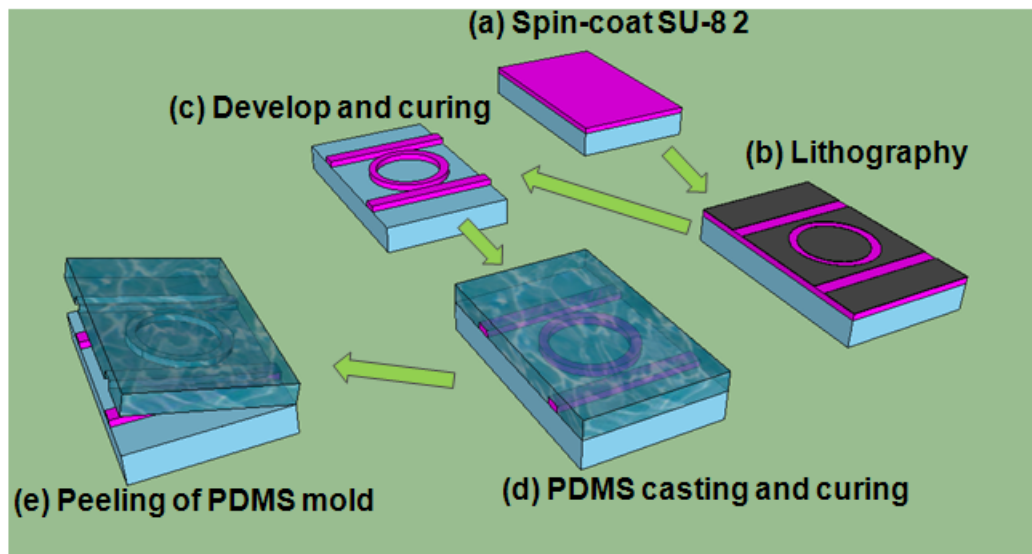 (a) Spin-coat SU-8 2
(c) Develop and curing
(b) Lithography
(e) Peeling of PDMS mold
(d) PDMS casting and curing